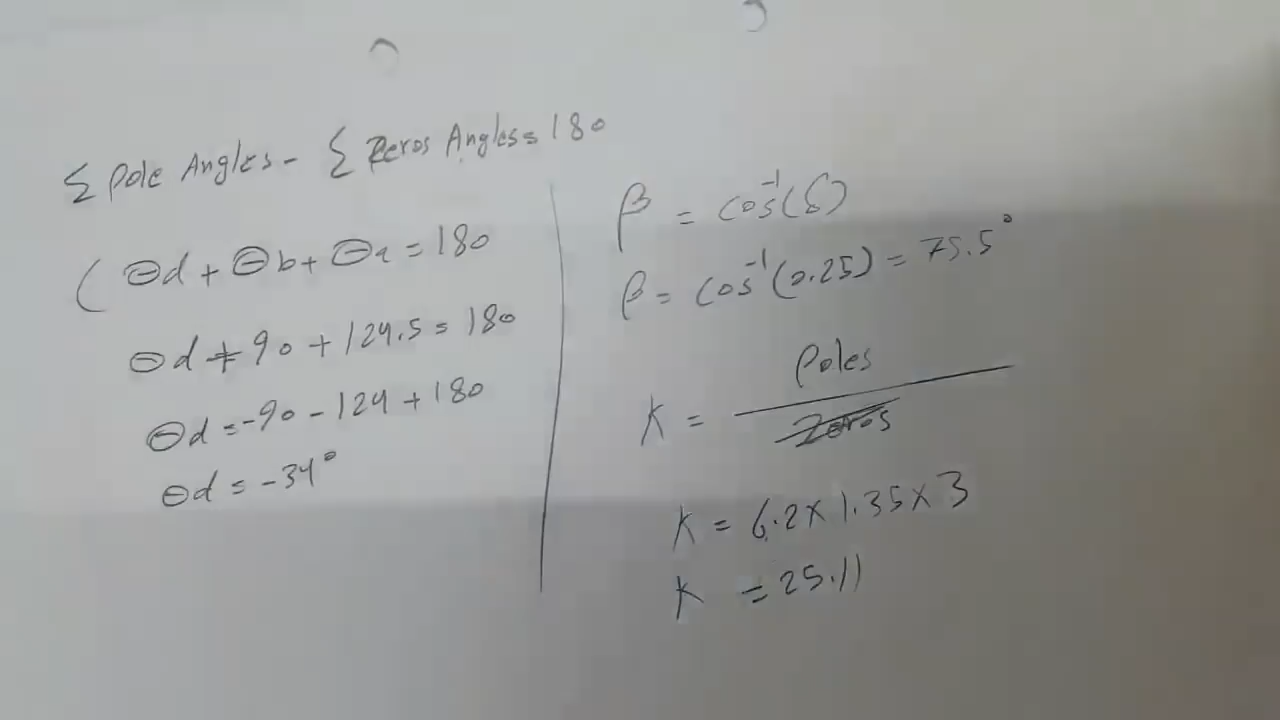 Σ Pole Angles - Σ Zeros Angles = 180
( Θd + Θb + Θa = 180
Θd + 90 + 124.5 = 180
Θd = -90 - 124 + 180
Θd = -34°
β = cos⁻¹(δ)
β = cos⁻¹(0.25) = 75.5°
Poles
K =
Zeros
K = 6.2 x 1.35 x 3
K = 25.11